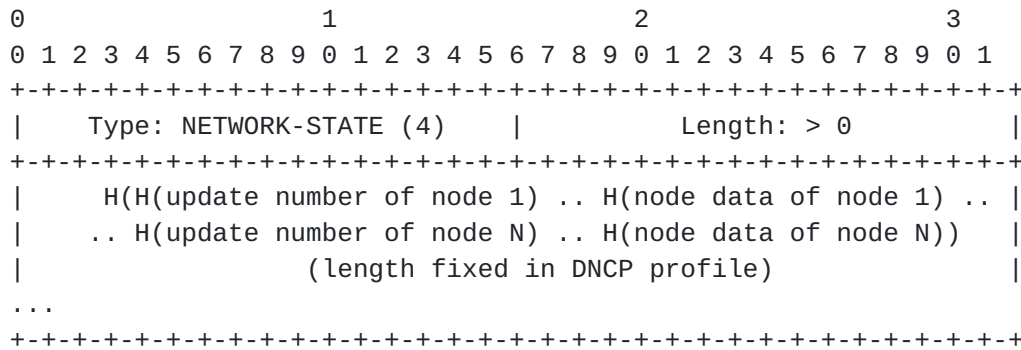 0                   1                   2                   3
0 1 2 3 4 5 6 7 8 9 0 1 2 3 4 5 6 7 8 9 0 1 2 3 4 5 6 7 8 9 0 1
+-+-+-+-+-+-+-+-+-+-+-+-+-+-+-+-+-+-+-+-+-+-+-+-+-+-+-+-+-+-+-+-+
|    Type: NETWORK-STATE (4)    |          Length: > 0          |
+-+-+-+-+-+-+-+-+-+-+-+-+-+-+-+-+-+-+-+-+-+-+-+-+-+-+-+-+-+-+-+-+
|     H(H(update number of node 1) .. H(node data of node 1) .. |
|    .. H(update number of node N) .. H(node data of node N))   |
|                  (length fixed in DNCP profile)               |
...
+-+-+-+-+-+-+-+-+-+-+-+-+-+-+-+-+-+-+-+-+-+-+-+-+-+-+-+-+-+-+-+-+